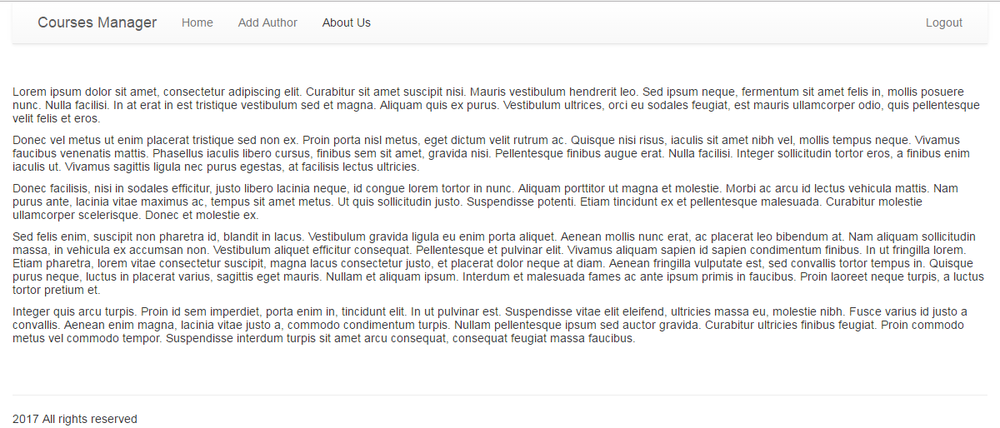 Courses Manager Home Add Author About Us Logout
Lorem ipsum dolor sit amet, consectetur adipiscing elit. Curabitur sit amet suscipit nisi. Mauris vestibulum hendrerit leo. Sed ipsum neque, fermentum sit amet felis in, mollis posuere
nunc. Nulla facilisi. In at erat in est tristique vestibulum sed et magna. Aliquam quis ex purus. Vestibulum ultrices, orci eu sodales feugiat, est mauris ullamcorper odio, quis pellentesque
velit felis et eros.
Donec vel metus ut enim placerat tristique sed non ex. Proin porta nisl metus, eget dictum velit rutrum ac. Quisque nisi risus, iaculis sit amet nibh vel, mollis tempus neque. Vivamus
faucibus venenatis mattis. Phasellus iaculis libero cursus, finibus sem sit amet, gravida nisi. Pellentesque finibus augue erat. Nulla facilisi. Integer sollicitudin tortor eros, a finibus enim
iaculis ut. Vivamus sagittis ligula nec purus egestas, at facilisis lectus ultricies.
Donec facilisis, nisi in sodales efficitur, justo libero lacinia neque, id congue lorem tortor in nunc. Aliquam porttitor ut magna et molestie. Morbi ac arcu id lectus vehicula mattis. Nam
purus ante, lacinia vitae maximus ac, tempus sit amet metus. Ut quis sollicitudin justo. Suspendisse potenti. Etiam tincidunt ex et pellentesque malesuada. Curabitur molestie
ullamcorper scelerisque. Donec et molestie ex.
Sed felis enim, suscipit non pharetra id, blandit in lacus. Vestibulum gravida ligula eu enim porta aliquet. Aenean mollis nunc erat, ac placerat leo bibendum at. Nam aliquam sollicitudin
massa, in vehicula ex accumsan non. Vestibulum aliquet efficitur consequat. Pellentesque et pulvinar elit. Vivamus aliquam sapien id sapien condimentum finibus. In ut fringilla lorem.
Etiam pharetra, lorem vitae consectetur suscipit, magna lacus consectetur justo, et placerat dolor neque at diam. Aenean fringilla vulputate est, sed convallis tortor tempus in. Quisque
purus neque, luctus in placerat varius, sagittis eget mauris. Nullam et aliquam ipsum. Interdum et malesuada fames ac ante ipsum primis in faucibus. Proin laoreet neque turpis, a luctus
tortor pretium et.
Integer quis arcu turpis. Proin id sem imperdiet, porta enim in, tincidunt elit. In ut pulvinar est. Suspendisse vitae elit eleifend, ultricies massa eu, molestie nibh. Fusce varius id justo a
convallis. Aenean enim magna, lacinia vitae justo a, commodo condimentum turpis. Nullam pellentesque ipsum sed auctor gravida. Curabitur ultricies finibus feugiat. Proin commodo
metus vel commodo tempor. Suspendisse interdum turpis sit amet arcu consequat, consequat feugiat massa faucibus.
2017 All rights reserved